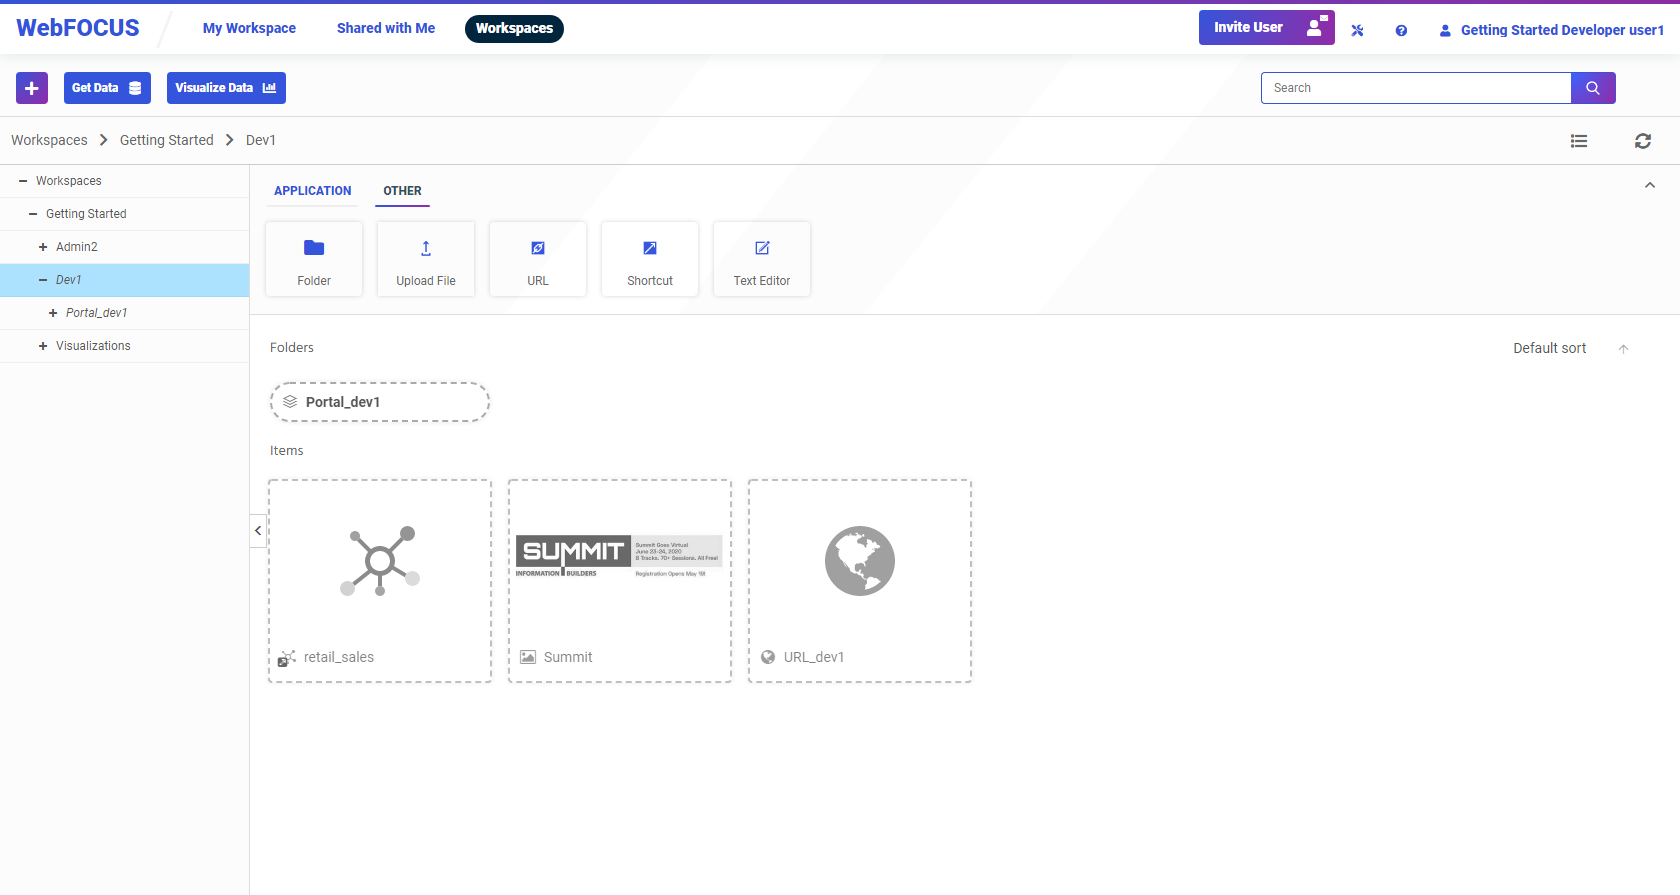 WebFOCUS
My Workspace
Shared with Me
Workspaces
Invite User
Getting Started Developer user1
Get Data
Visualize Data
Search
Workspaces
Getting Started
Dev1
Workspaces
Getting Started
Admin2
Dev1
Portal_dev1
Visualizations
APPLICATION
OTHER
Folder
Upload File
URL
Shortcut
Text Editor
Folders
Default sort
Portal_dev1
Items
SUMMIT
INFORMATION BUILDERS
Summit Goes Virtual
June 23-24, 2020
8 Tracks. 70+ Sessions. All Free!
Registration Opens May 19!
retail_sales
Summit
URL_dev1